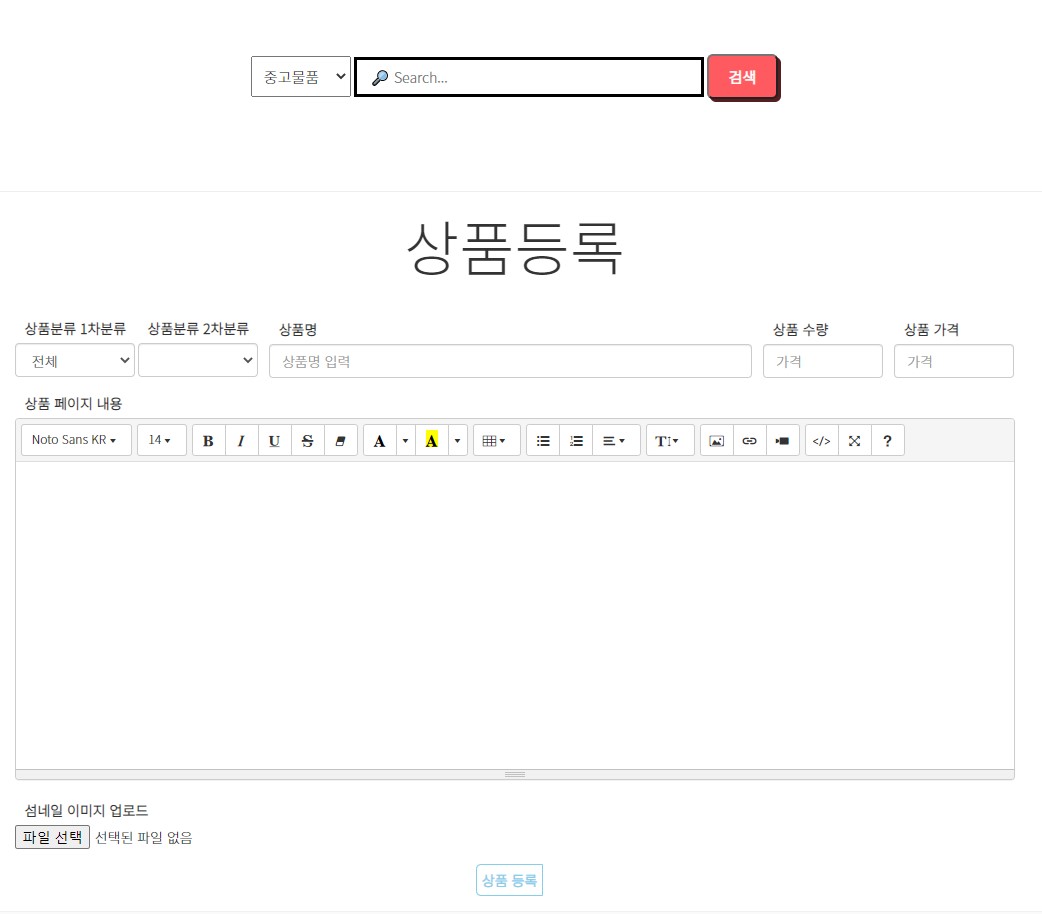 중고물품 Search... 검색
상품등록
상품분류 1차분류 상품분류 2차분류 상품명 상품 수량 상품 가격
전체 상품명 입력 가격 가격
상품 페이지 내용
Noto Sans KR 14 B I U S A A T </> ?
섬네일 이미지 업로드
파일 선택 선택된 파일 없음
상품 등록